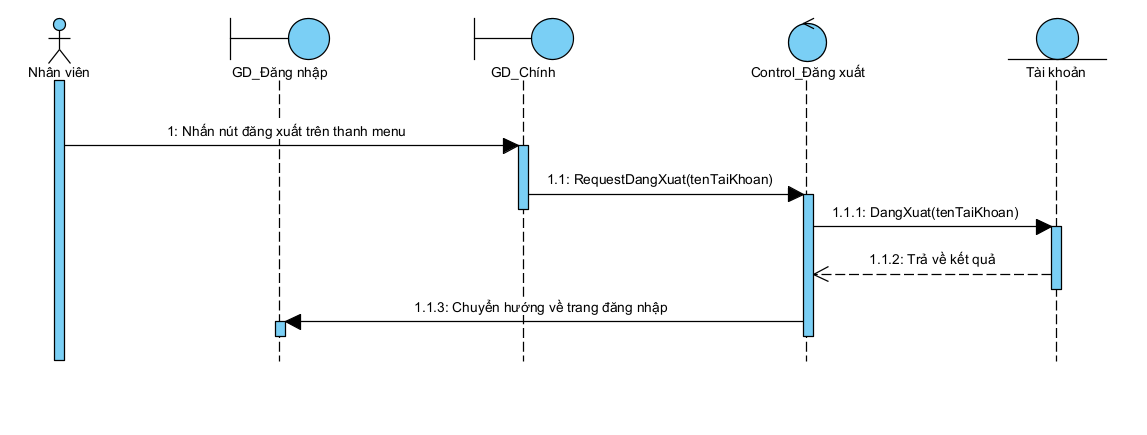 Nhân viên
GD_Đăng nhập
GD_Chính
Control_Đăng xuất
Tài khoản
1: Nhấn nút đăng xuất trên thanh menu
1.1: RequestDangXuat(tenTaiKhoan)
1.1.1: DangXuat(tenTaiKhoan)
1.1.2: Trả về kết quả
1.1.3: Chuyển hướng về trang đăng nhập